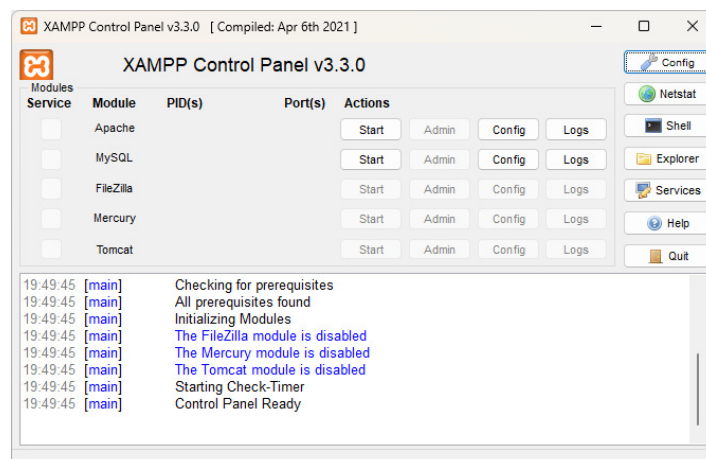 XAMPP Control Panel v3.3.0 [ Compiled: Apr 6th 2021 ]
XAMPP Control Panel v3.3.0
Config
Modules
Service Module PID(s) Port(s) Actions
Netstat
Apache Start Admin Config Logs
Shell
MySQL Start Admin Config Logs
Explorer
FileZilla Start Admin Config Logs
Services
Mercury Start Admin Config Logs
Help
Tomcat Start Admin Config Logs
Quit
19:49:45 [main] Checking for prerequisites
19:49:45 [main] All prerequisites found
19:49:45 [main] Initializing Modules
19:49:45 [main] The FileZilla module is disabled
19:49:45 [main] The Mercury module is disabled
19:49:45 [main] The Tomcat module is disabled
19:49:45 [main] Starting Check-Timer
19:49:45 [main] Control Panel Ready